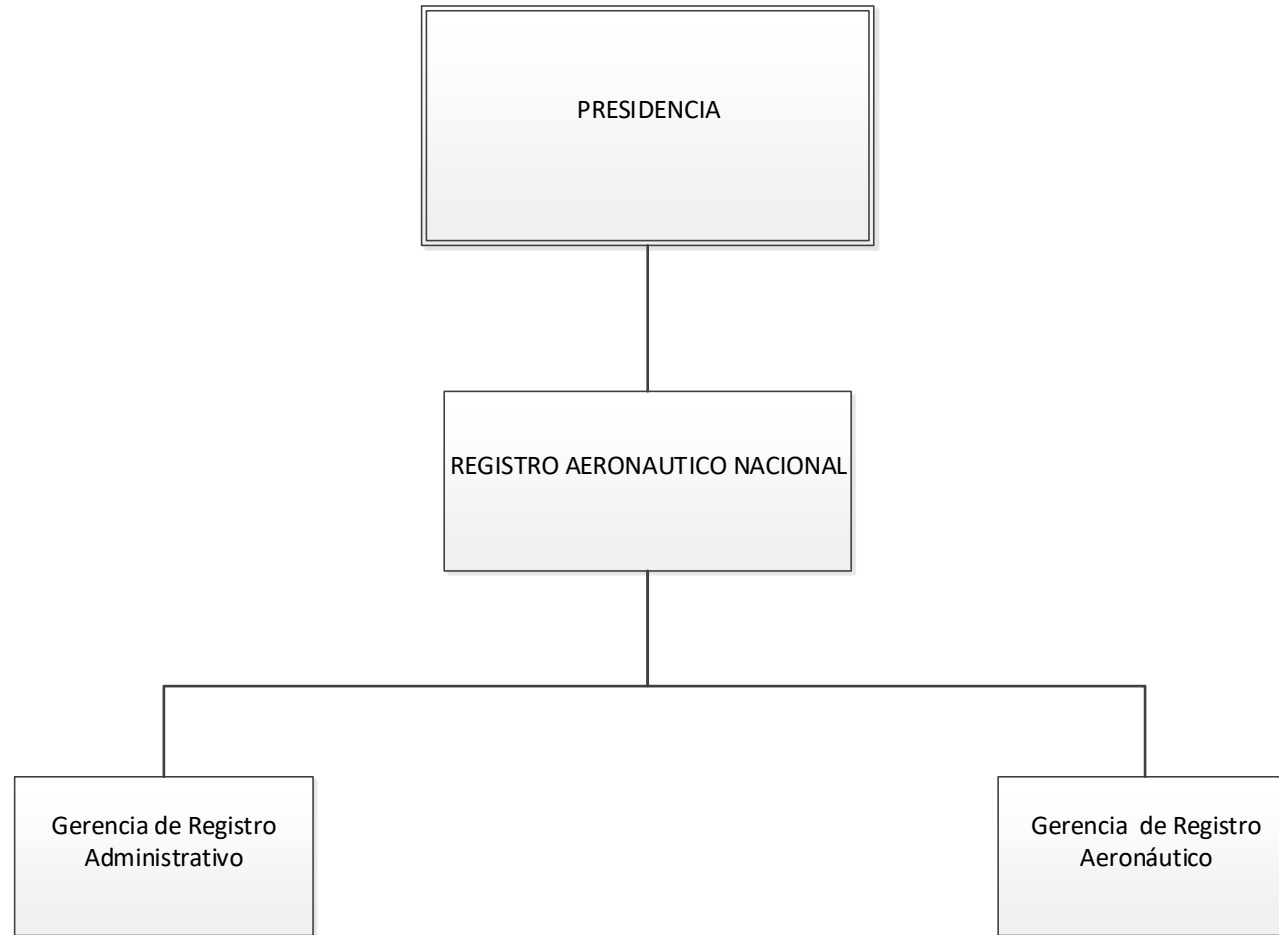 PRESIDENCIA
REGISTRO AERONAUTICO NACIONAL
Gerencia de Registro
Administrativo
Gerencia de Registro
Aeronáutico